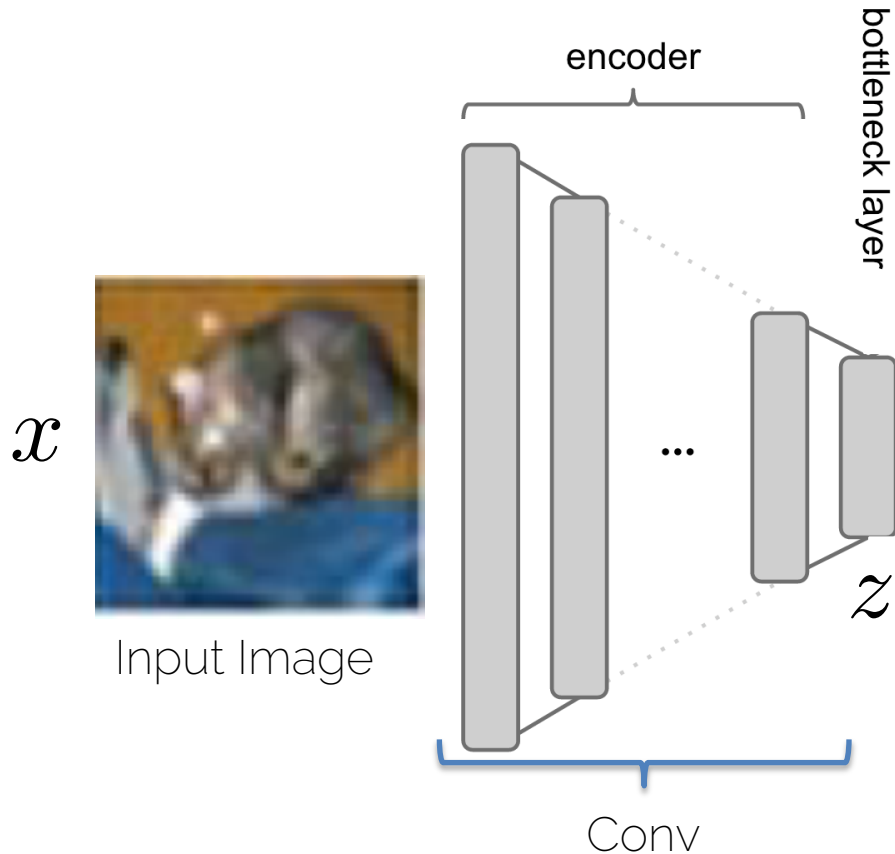 encoder
bottleneck layer
x
...
z
Input Image
Conv